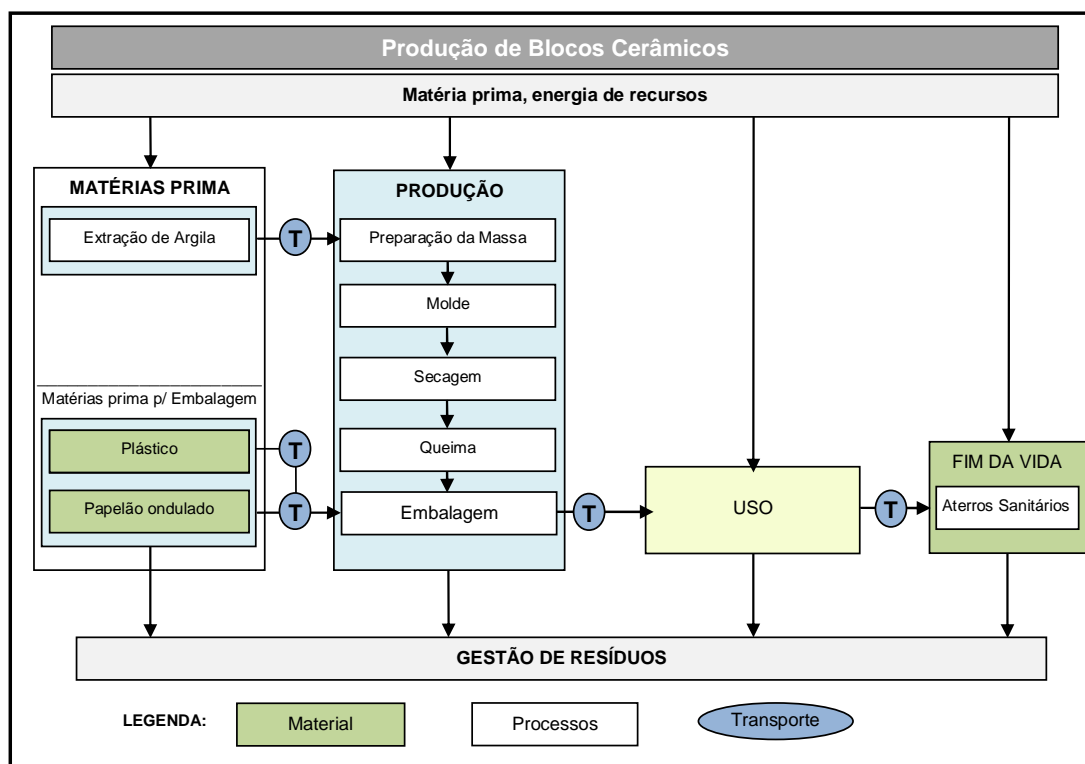 Produção de Blocos Cerâmicos
Matéria prima, energia de recursos
MATÉRIAS PRIMA
Extração de Argila
T
Matérias prima p/ Embalagem
Plástico
T
Papelão ondulado
T
PRODUÇÃO
Preparação da Massa
Molde
Secagem
Queima
Embalagem
T
USO
T
FIM DA VIDA
Aterros Sanitários
GESTÃO DE RESÍDUOS
LEGENDA:
Material
Processos
Transporte